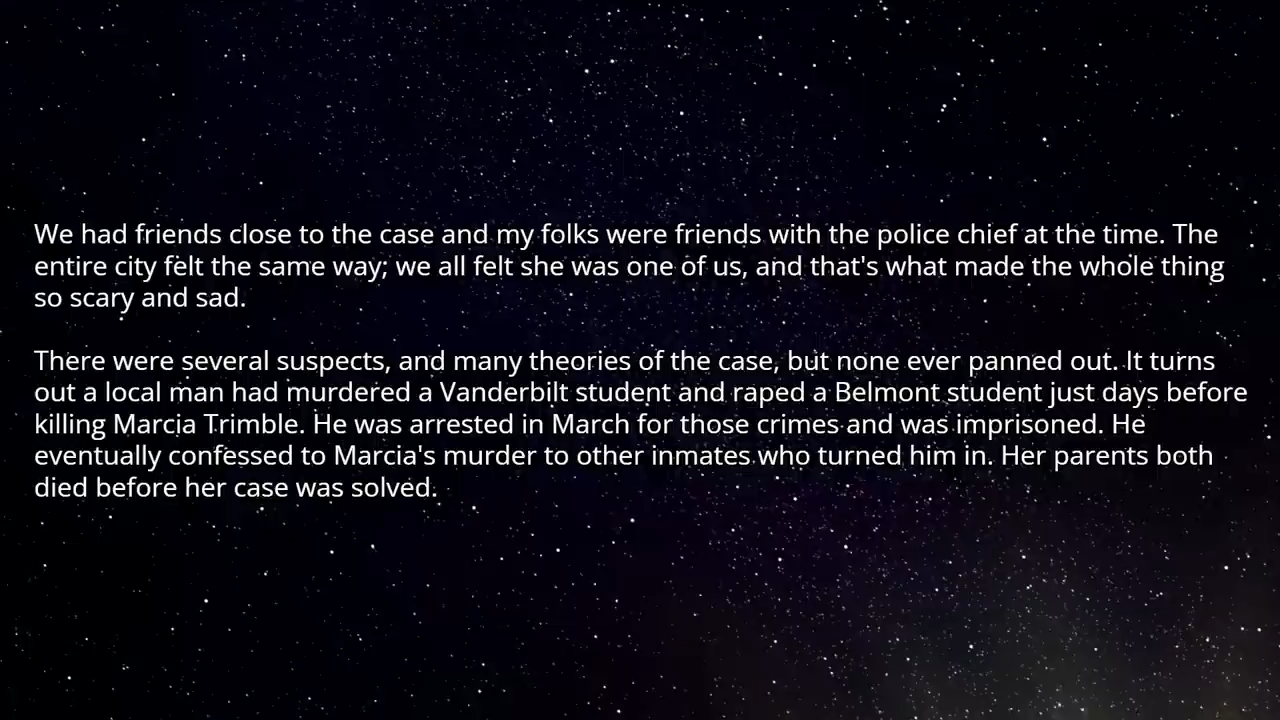 We had friends close to the case and my folks were friends with the police chief at the time. The
entire city felt the same way; we all felt she was one of us, and that's what made the whole thing
so scary and sad.
There were several suspects, and many theories of the case, but none ever panned out. It turns
out a local man had murdered a Vanderbilt student and raped a Belmont student just days before
killing Marcia Trimble. He was arrested in March for those crimes and was imprisoned. He
eventually confessed to Marcia's murder to other inmates who turned him in. Her parents both
died before her case was solved.